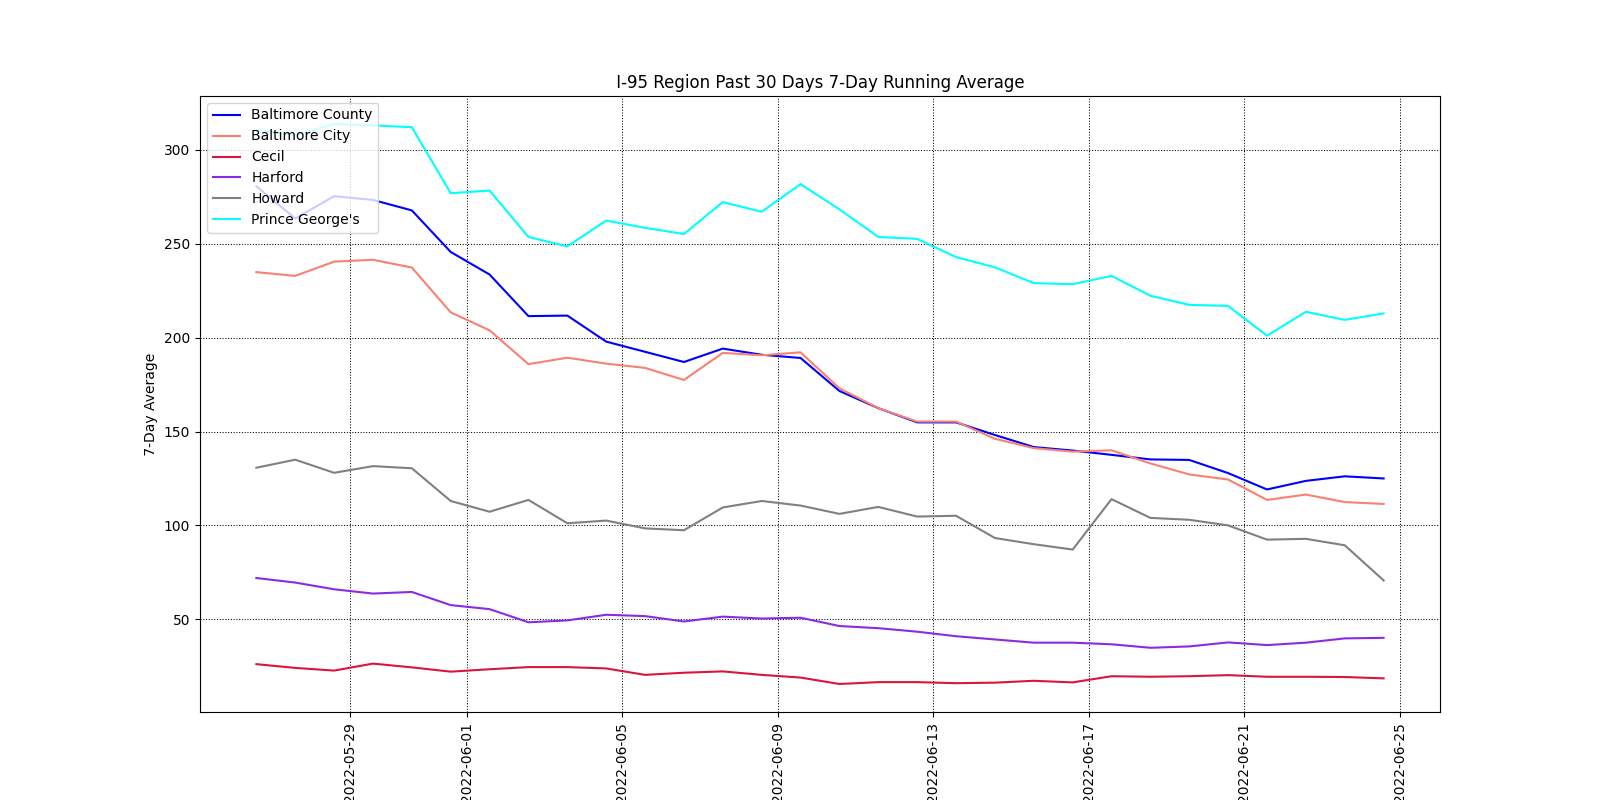 I-95 Region Past 30 Days 7-Day Running Average
Baltimore County
Baltimore City
Cecil
Harford
Howard
Prince George's
300
250
200
150
100
50
7-Day Average
2022-05-29
2022-06-01
2022-06-05
2022-06-09
2022-06-13
2022-06-17
2022-06-21
2022-06-25